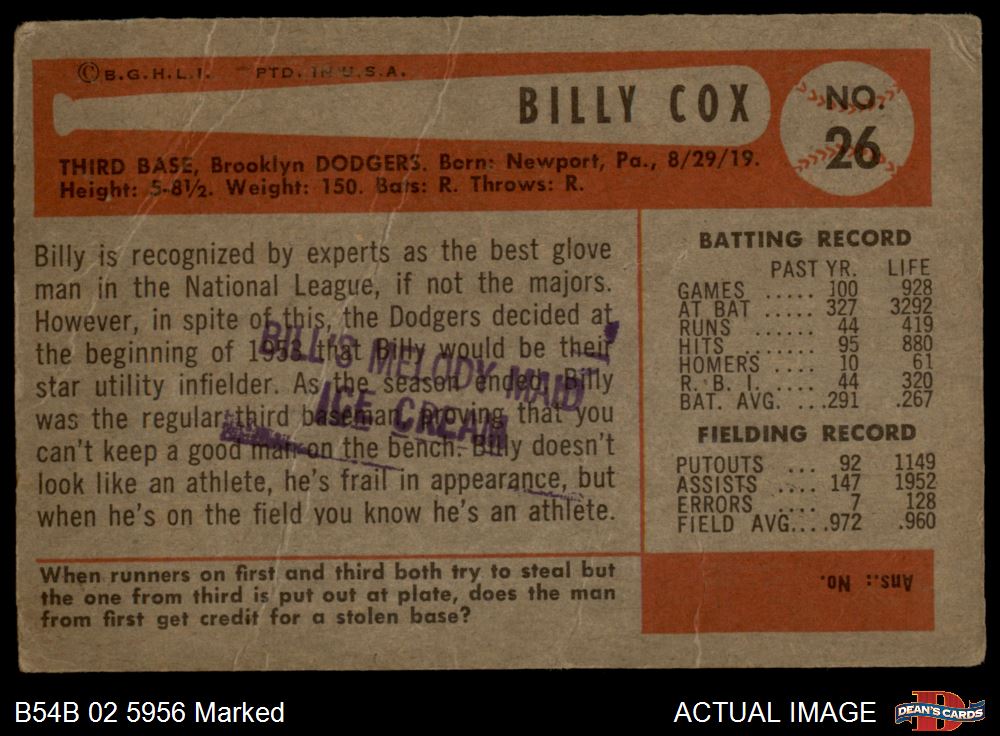 © B.G.H.L.I. PTD. IN U.S.A.
BILLY COX
NO.
26
THIRD BASE, Brooklyn DODGERS. Born: Newport, Pa., 8/29/19.
Height: 5-8½. Weight: 150. Bats: R. Throws: R.
Billy is recognized by experts as the best glove
man in the National League, if not the majors.
However, in spite of this, the Dodgers decided at
the beginning of 1953 that Billy would be their
star utility infielder. As the season ended, Billy
was the regular third baseman, proving that you
can't keep a good man on the bench. Billy doesn't
look like an athlete, he's frail in appearance, but
when he's on the field you know he's an athlete.
BILL'S MELODY MAID
ICE CREAM
BATTING RECORD
PAST YR. LIFE
GAMES ..... 100 928
AT BAT ..... 327 3292
RUNS ...... 44 419
HITS ...... 95 880
HOMERS .... 10 61
R. B. I. .... 44 320
BAT. AVG. ....291 .267
FIELDING RECORD
PUTOUTS ... 92 1149
ASSISTS .... 147 1952
ERRORS .... 7 128
FIELD AVG....972 .960
When runners on first and third both try to steal but
the one from third is put out at plate, does the man
from first get credit for a stolen base?
Ans.: No.
B54B 02 5956 Marked
ACTUAL IMAGE
D
DEAN'S CARDS